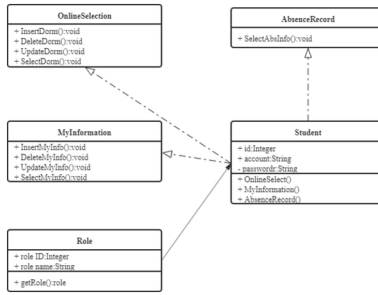 OnlineSelection
+ InsertDorm():void
+ DeleteDorm():void
+ UpdateDorm():void
+ SelectDorm():void
AbsenceRecord
+ SelectAbsInfo():void
MyInformation
+ InsertMyInfo():void
+ DeleteMyInfo():void
+ UpdateMyInfo():void
+ SelectMyInfo():void
Student
+ id:Integer
+ account:String
- passwordr:String
+ OnlineSelect()
+ MyInformation()
+ AbsenceRecord()
Role
+ role ID:Integer
+ role name:String
+ getRole():role